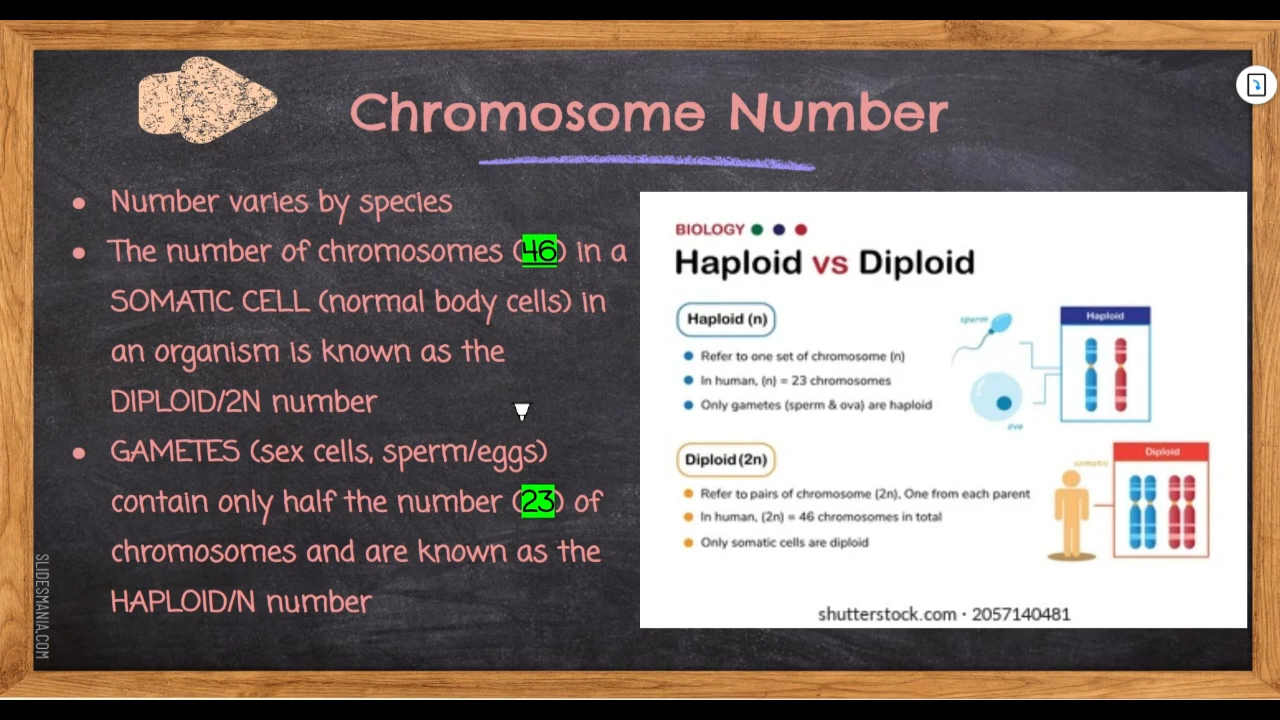 Chromosome Number
Number varies by species
The number of chromosomes (46) in a
SOMATIC CELL (normal body cells) in
an organism is known as the
DIPLOID/2N number
GAMETES (sex cells, sperm/eggs)
contain only half the number (23) of
chromosomes and are known as the
HAPLOID/N number
SLIDESMANIA.COM
BIOLOGY
Haploid vs Diploid
Haploid (n)
Refer to one set of chromosome (n)
In human, (n) = 23 chromosomes
Only gametes (sperm & ova) are haploid
sperm
ova
Haploid
Diploid (2n)
Refer to pairs of chromosome (2n), One from each parent
In human, (2n) = 46 chromosomes in total
Only somatic cells are diploid
somatic
Diploid
shutterstock.com · 2057140481